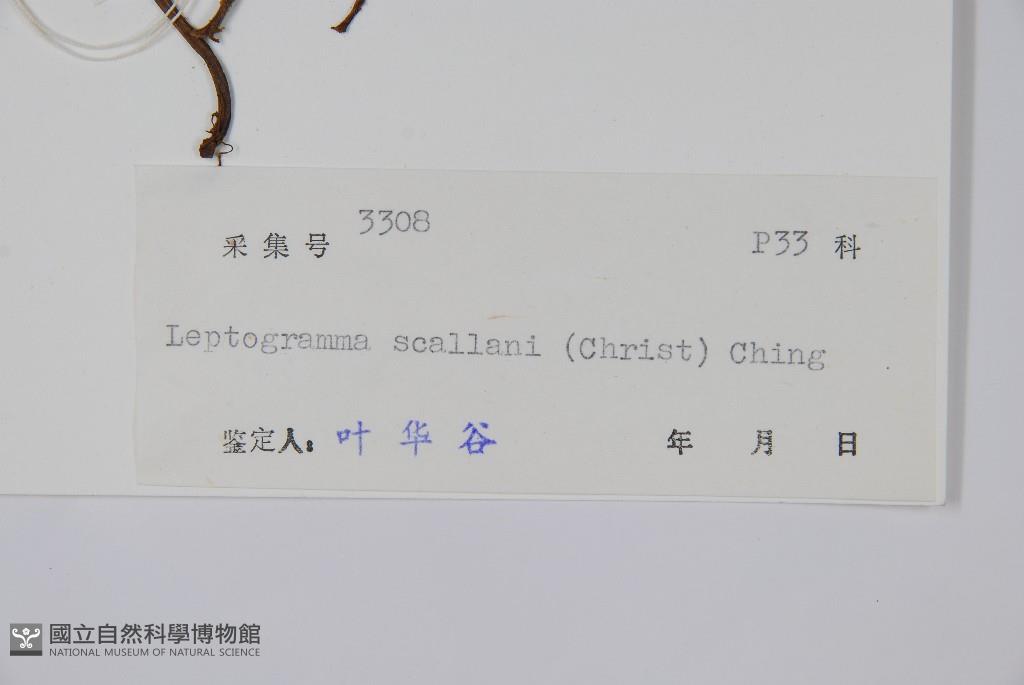 采集号 3308 P33 科
Leptogramma scallani (Christ) Ching
鉴定人: 叶华谷 年 月 日
國立自然科學博物館
NATIONAL MUSEUM OF NATURAL SCIENCE